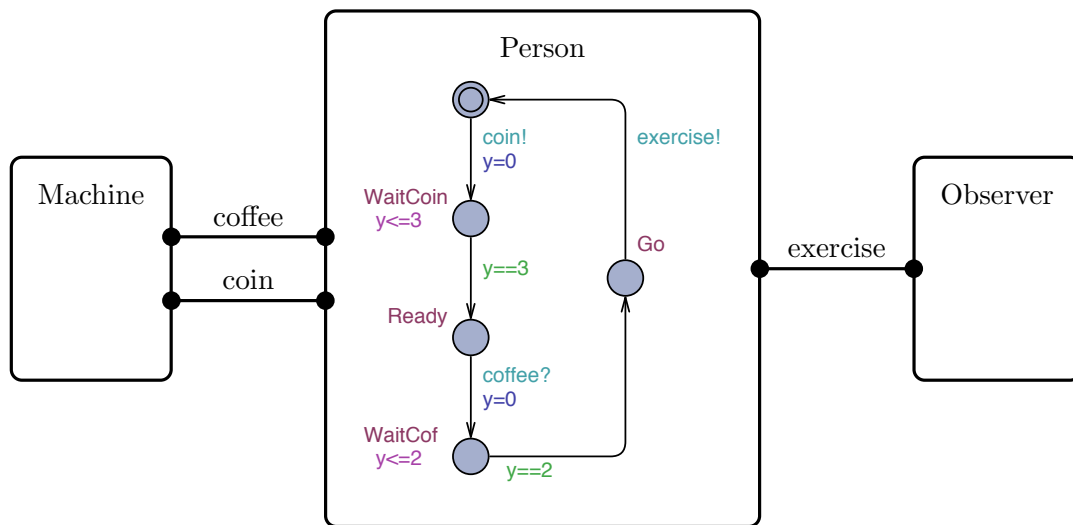 Person
coin!
y=0
exercise!
Machine
WaitCoin
y<=3
Observer
coffee
Go
exercise
coin
y==3
Ready
coffee?
y=0
WaitCof
y<=2
y==2